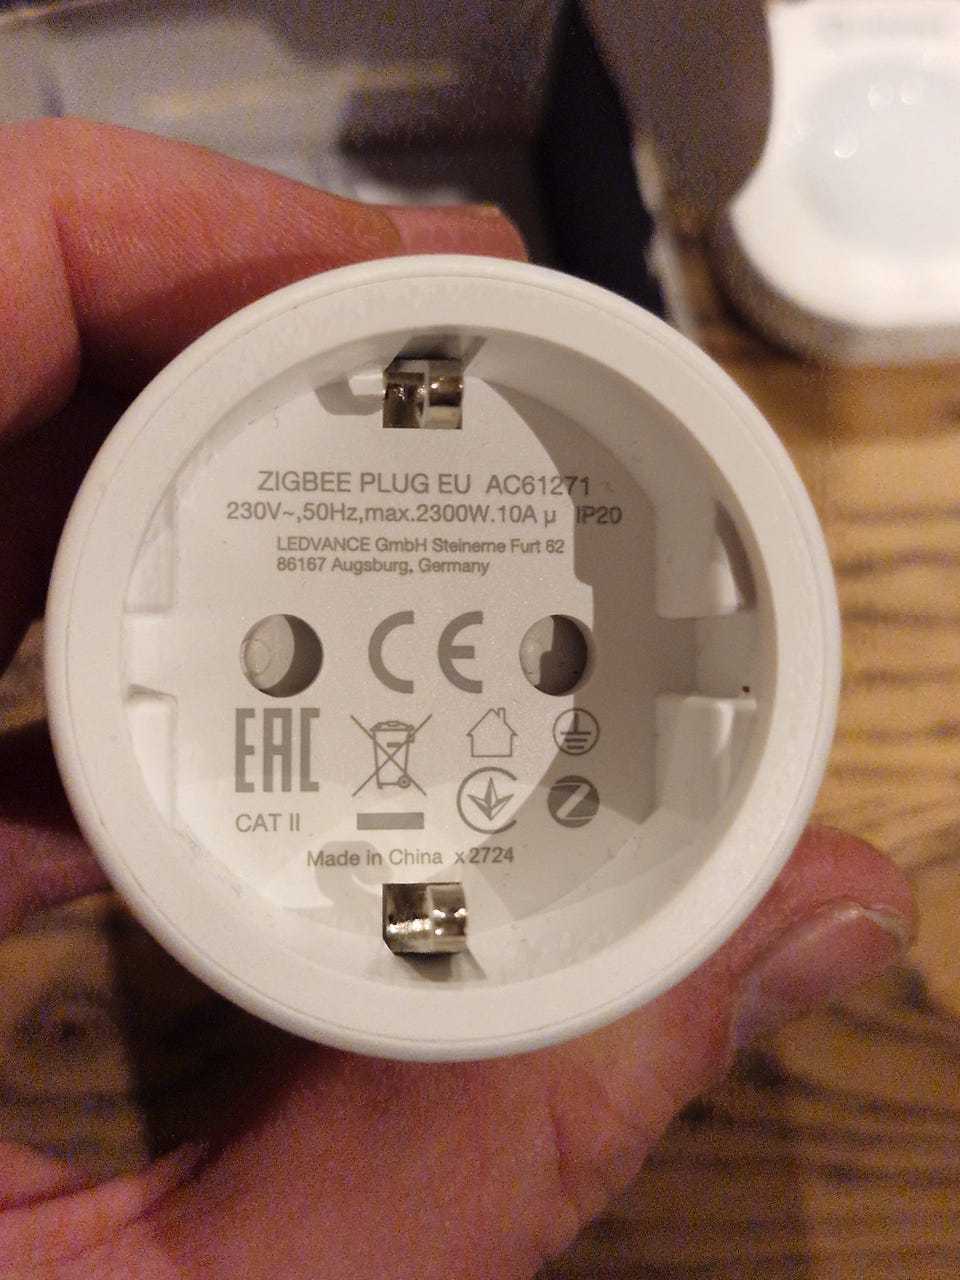 ZIGBEE PLUG EU AC61271
230V~,50Hz,max.2300W.10A µ IP20
LEDVANCE GmbH Steinerne Furt 62
86167 Augsburg, Germany
CE
EAC
CAT II
Made In China x2724